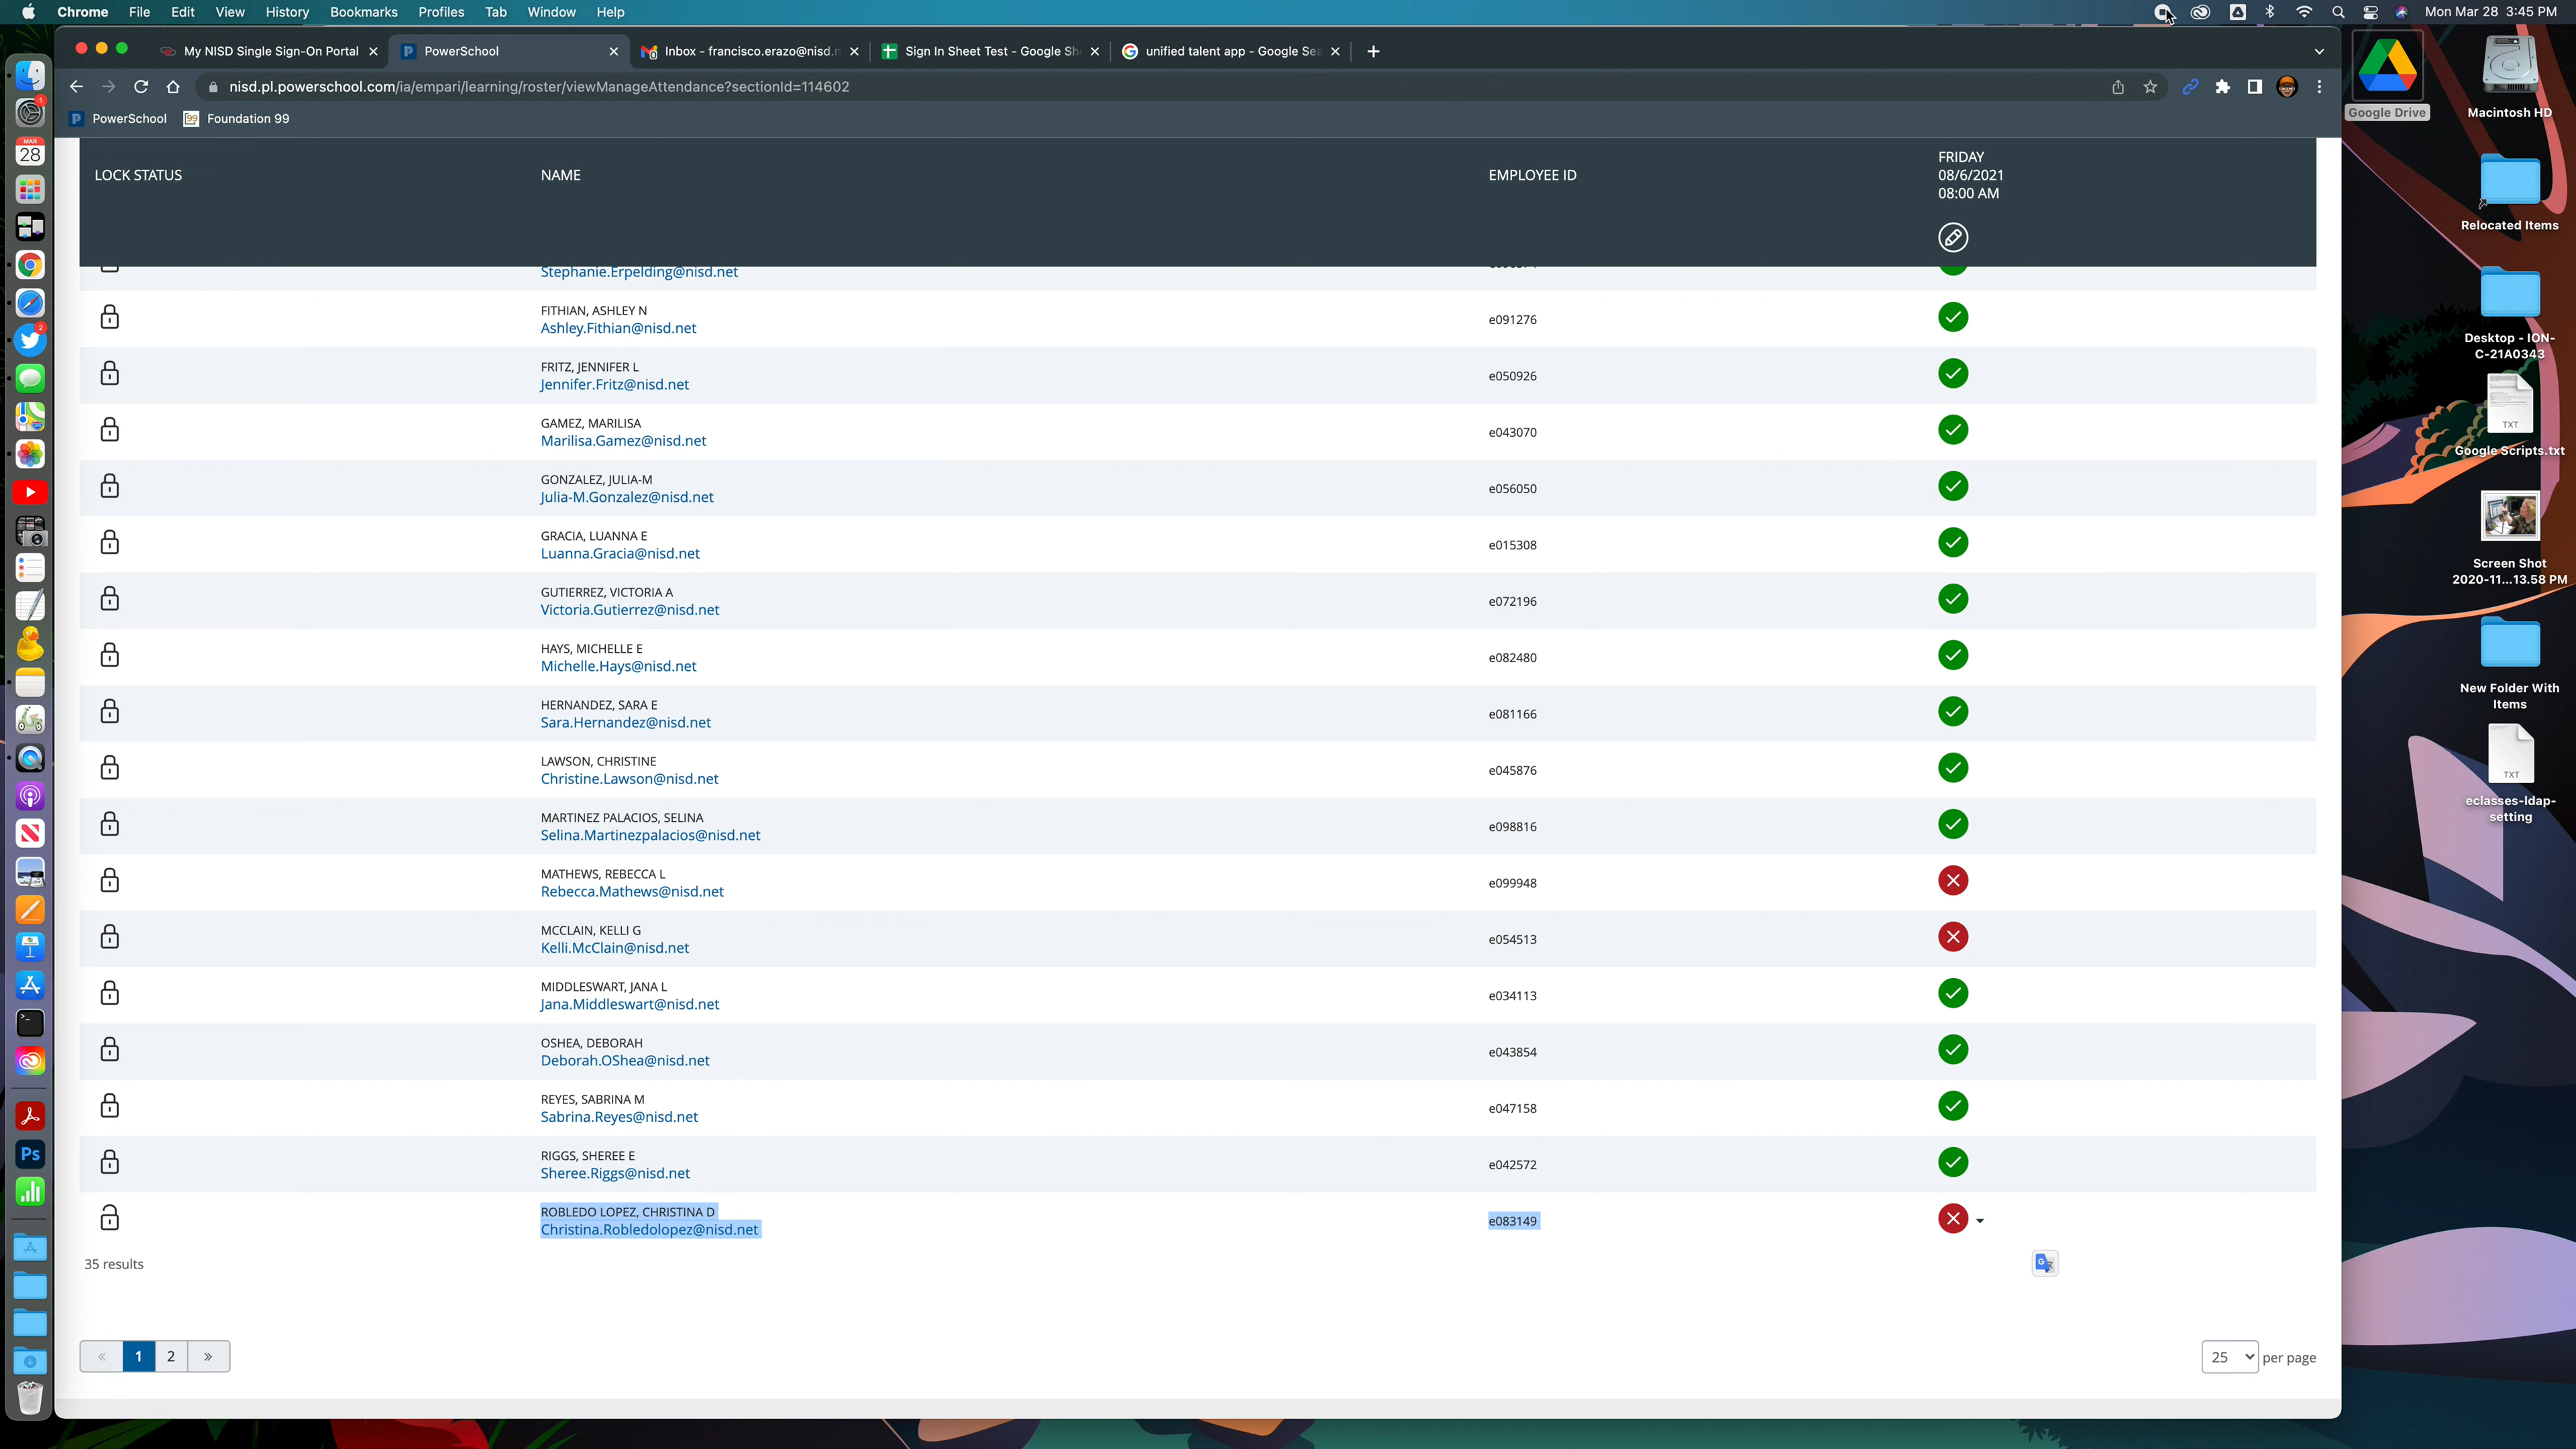 Chrome File Edit View History Bookmarks Profiles Tab Window Help
Mon Mar 28 3:45 PM
My NISD Single Sign-On Portal
PowerSchool
Inbox - francisco.erazo@nisd.n
Sign In Sheet Test - Google Sh
unified talent app - Google Sea
nisd.pl.powerschool.com/ia/empari/learning/roster/viewManageAttendance?sectionId=114602
PowerSchool
Foundation 99
LOCK STATUS
NAME
EMPLOYEE ID
FRIDAY
08/6/2021
08:00 AM
Stephanie.Erpelding@nisd.net
FITHIAN, ASHLEY N
Ashley.Fithian@nisd.net
e091276
FRITZ, JENNIFER L
Jennifer.Fritz@nisd.net
e050926
GAMEZ, MARILISA
Marilisa.Gamez@nisd.net
e043070
GONZALEZ, JULIA-M
Julia-M.Gonzalez@nisd.net
e056050
GRACIA, LUANNA E
Luanna.Gracia@nisd.net
e015308
GUTIERREZ, VICTORIA A
Victoria.Gutierrez@nisd.net
e072196
HAYS, MICHELLE E
Michelle.Hays@nisd.net
e082480
HERNANDEZ, SARA E
Sara.Hernandez@nisd.net
e081166
LAWSON, CHRISTINE
Christine.Lawson@nisd.net
e045876
MARTINEZ PALACIOS, SELINA
Selina.Martinezpalacios@nisd.net
e098816
MATHEWS, REBECCA L
Rebecca.Mathews@nisd.net
e099948
MCCLAIN, KELLI G
Kelli.McClain@nisd.net
e054513
MIDDLESWART, JANA L
Jana.Middleswart@nisd.net
e034113
OSHEA, DEBORAH
Deborah.OShea@nisd.net
e043854
REYES, SABRINA M
Sabrina.Reyes@nisd.net
e047158
RIGGS, SHEREE E
Sheree.Riggs@nisd.net
e042572
ROBLEDO LOPEZ, CHRISTINA D
Christina.Robledolopez@nisd.net
e083149
35 results
« 1 2 »
25 per page
Google Drive
Macintosh HD
Relocated Items
Desktop - ION-
C-21A0343
TXT
Google Scripts.txt
Screen Shot
2020-11...13.58 PM
New Folder With
Items
TXT
eclasses-ldap-
setting
MAR
28
1
2
Ps